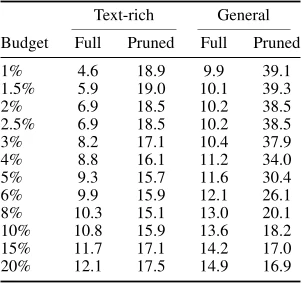 Text-rich General
Budget Full Pruned Full Pruned
1% 4.6 18.9 9.9 39.1
1.5% 5.9 19.0 10.1 39.3
2% 6.9 18.5 10.2 38.5
2.5% 6.9 18.5 10.2 38.5
3% 8.2 17.1 10.4 37.9
4% 8.8 16.1 11.2 34.0
5% 9.3 15.7 11.6 30.4
6% 9.9 15.9 12.1 26.1
8% 10.3 15.1 13.0 20.1
10% 10.8 15.9 13.6 18.2
15% 11.7 17.1 14.2 17.0
20% 12.1 17.5 14.9 16.9